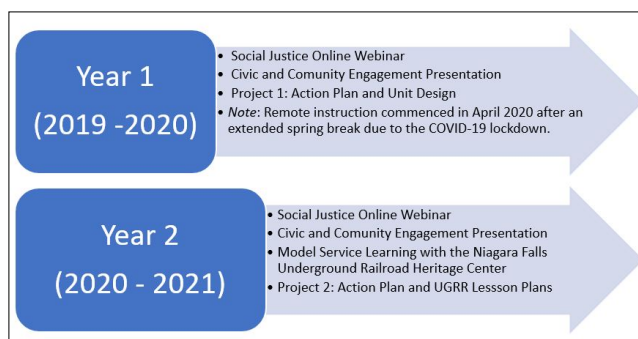 Year 1
(2019 -2020)
• Social Justice Online Webinar
• Civic and Comunity Engagement Presentation
• Project 1: Action Plan and Unit Design
• Note: Remote instruction commenced in April 2020 after an
extended spring break due to the COVID-19 lockdown.
Year 2
(2020 - 2021)
• Social Justice Online Webinar
• Civic and Comunity Engagement Presentation
• Model Service Learning with the Niagara Falls
Underground Railroad Heritage Center
• Project 2: Action Plan and UGRR Lessson Plans